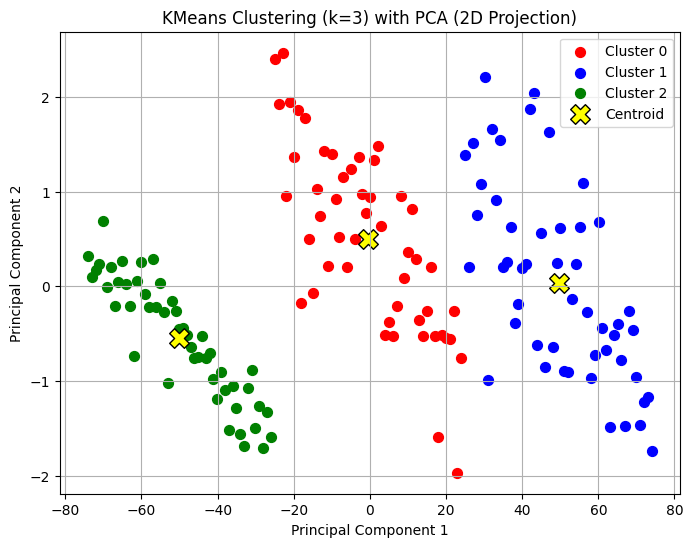 KMeans Clustering (k=3) with PCA (2D Projection)
Cluster 0
Cluster 1
Cluster 2
Centroid
2
1
0
−1
−2
Principal Component 2
−80
−60
−40
−20
0
20
40
60
80
Principal Component 1